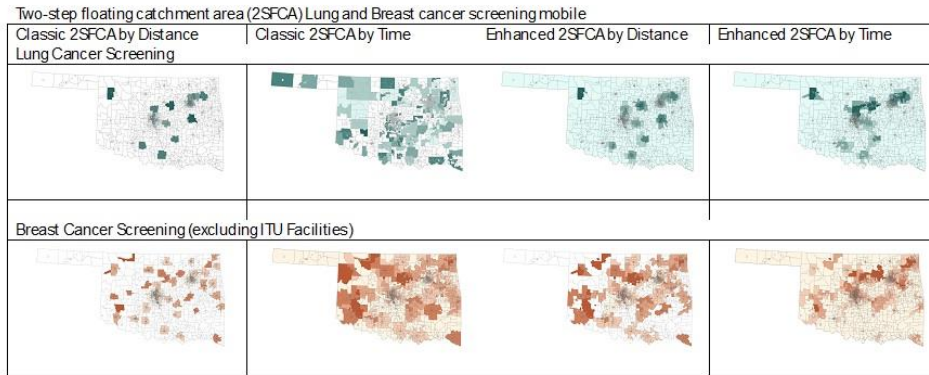 Two-step floating catchment area (2SFCA) Lung and Breast cancer screening mobile
Classic 2SFCA by Distance Classic 2SFCA by Time Enhanced 2SFCA by Distance Enhanced 2SFCA by Time
Lung Cancer Screening
Breast Cancer Screening (excluding ITU Facilities)